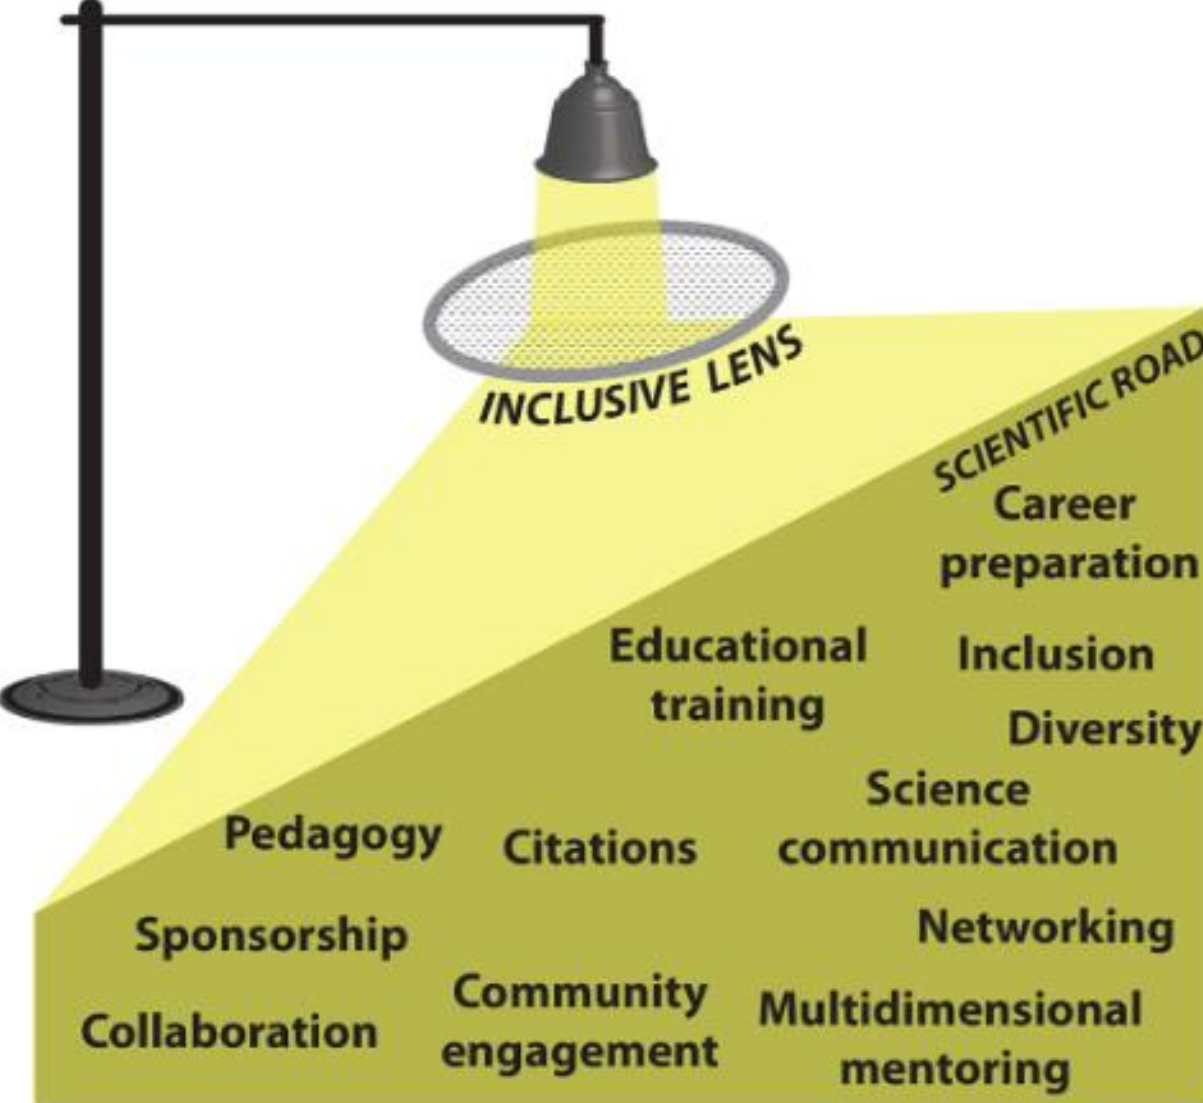 INCLUSIVE LENS
SCIENTIFIC ROAD
Career
preparation
Educational
training
Inclusion
Diversity
Science
communication
Pedagogy
Citations
Sponsorship
Networking
Community
engagement
Multidimensional
mentoring
Collaboration